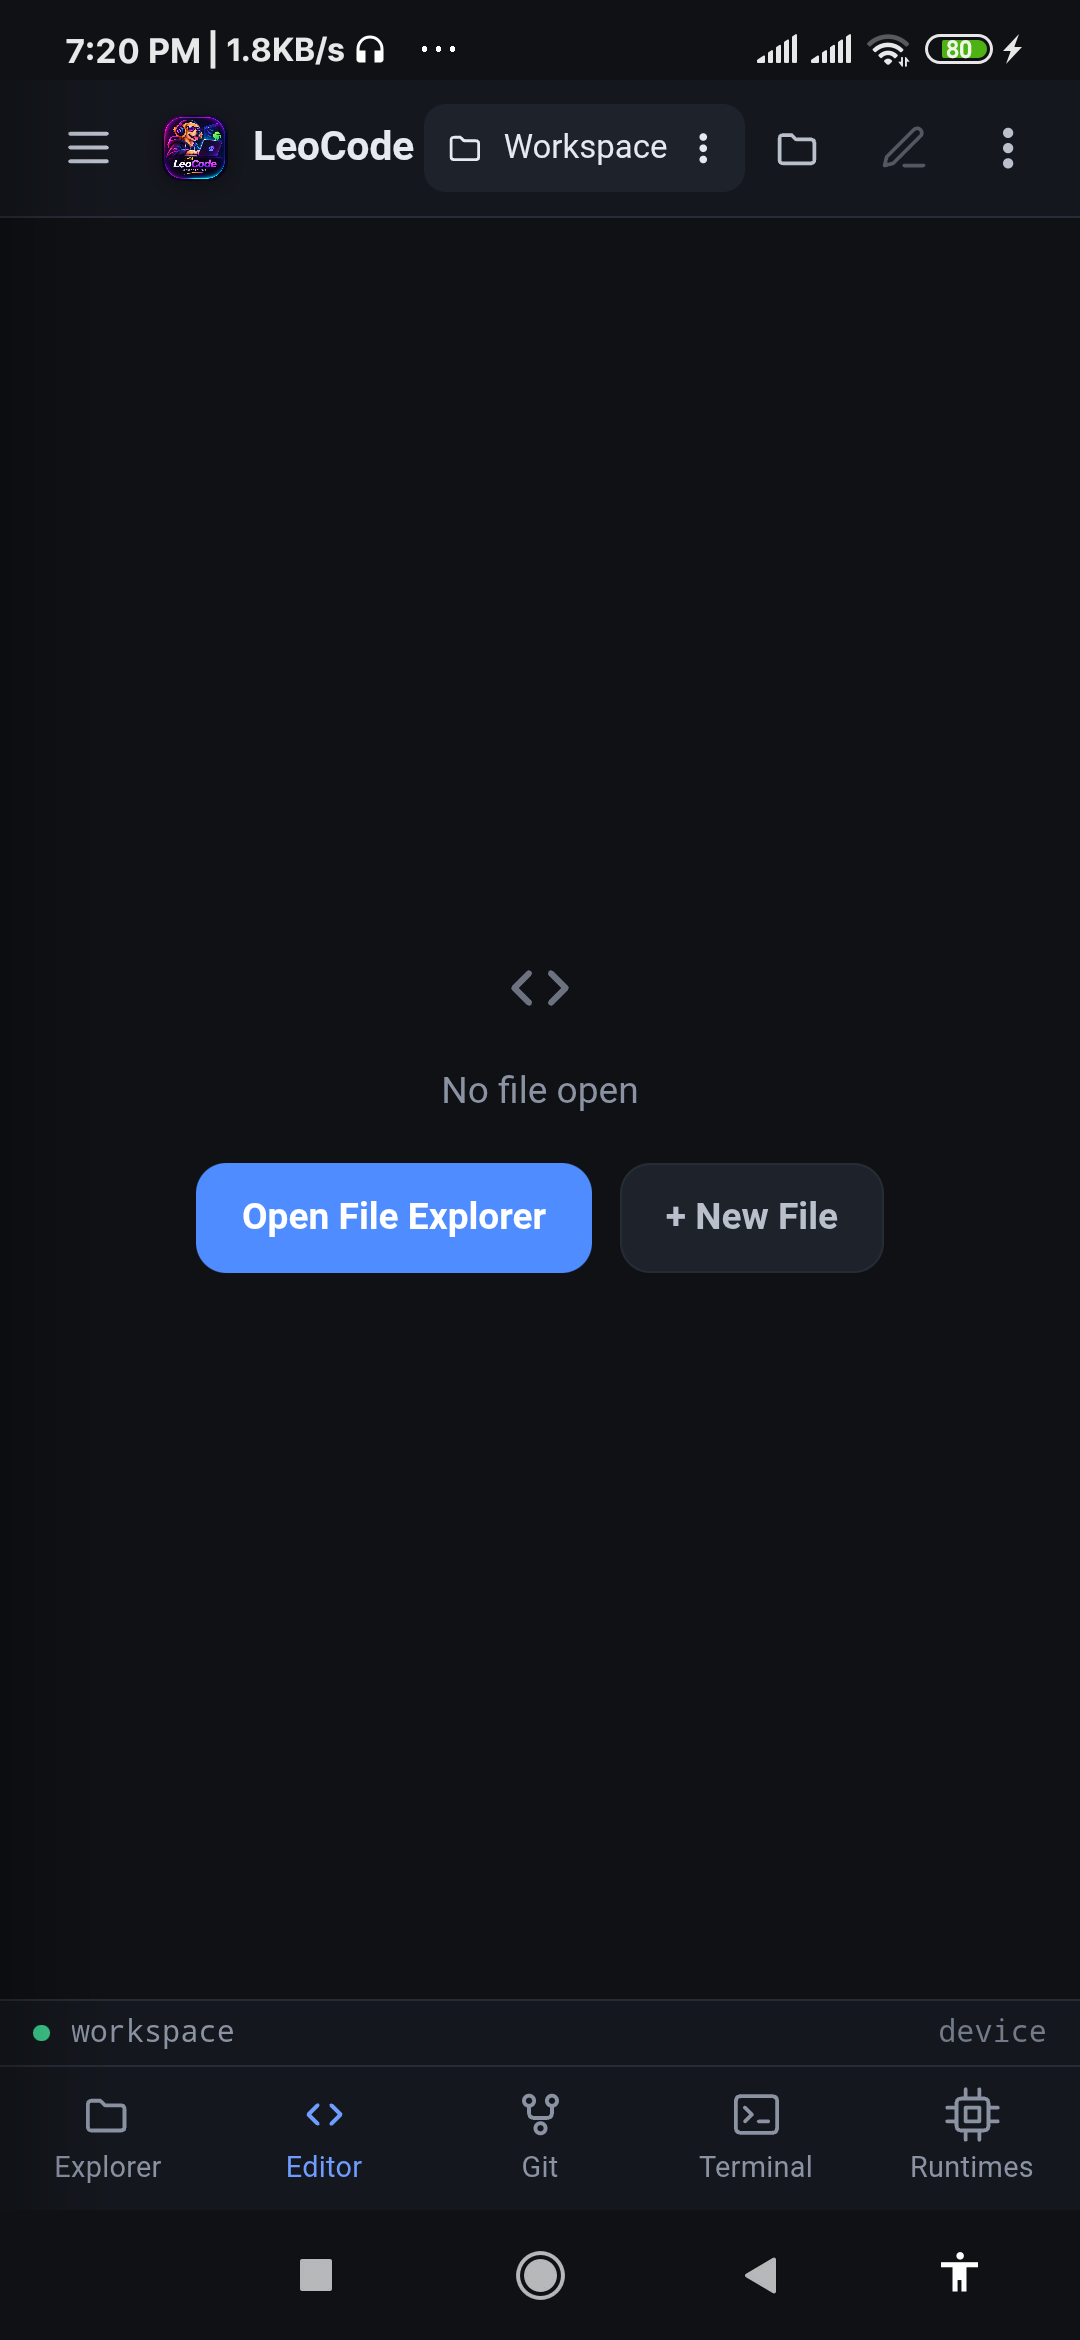 7:20 PM | 1.8KB/s ... 80
LeoCode
LeoCode Workspace
No file open
Open File Explorer + New File
workspace device
Explorer Editor Git Terminal Runtimes